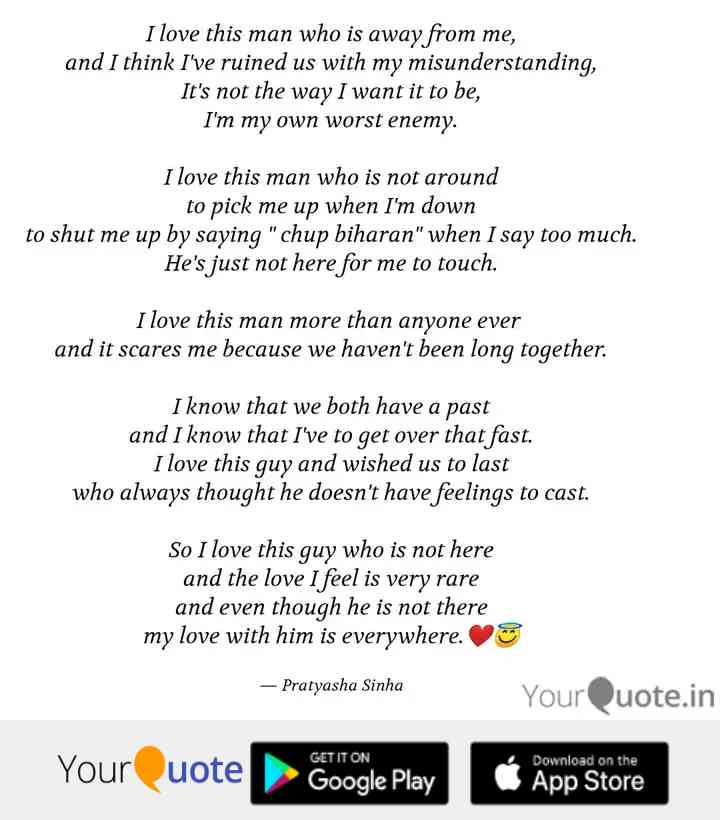 I love this man who is away from me,
and I think I've ruined us with my misunderstanding,
It's not the way I want it to be,
I'm my own worst enemy.

I love this man who is not around
to pick me up when I'm down
to shut me up by saying " chup biharan" when I say too much.
He's just not here for me to touch.

I love this man more than anyone ever
and it scares me because we haven't been long together.

I know that we both have a past
and I know that I've to get over that fast.
I love this guy and wished us to last
who always thought he doesn't have feelings to cast.

So I love this guy who is not here
and the love I feel is very rare
and even though he is not there
my love with him is everywhere. ❤️😇

— Pratyasha Sinha
YourQuote.in
YourQuote
GET IT ON
Google Play
Download on the
App Store